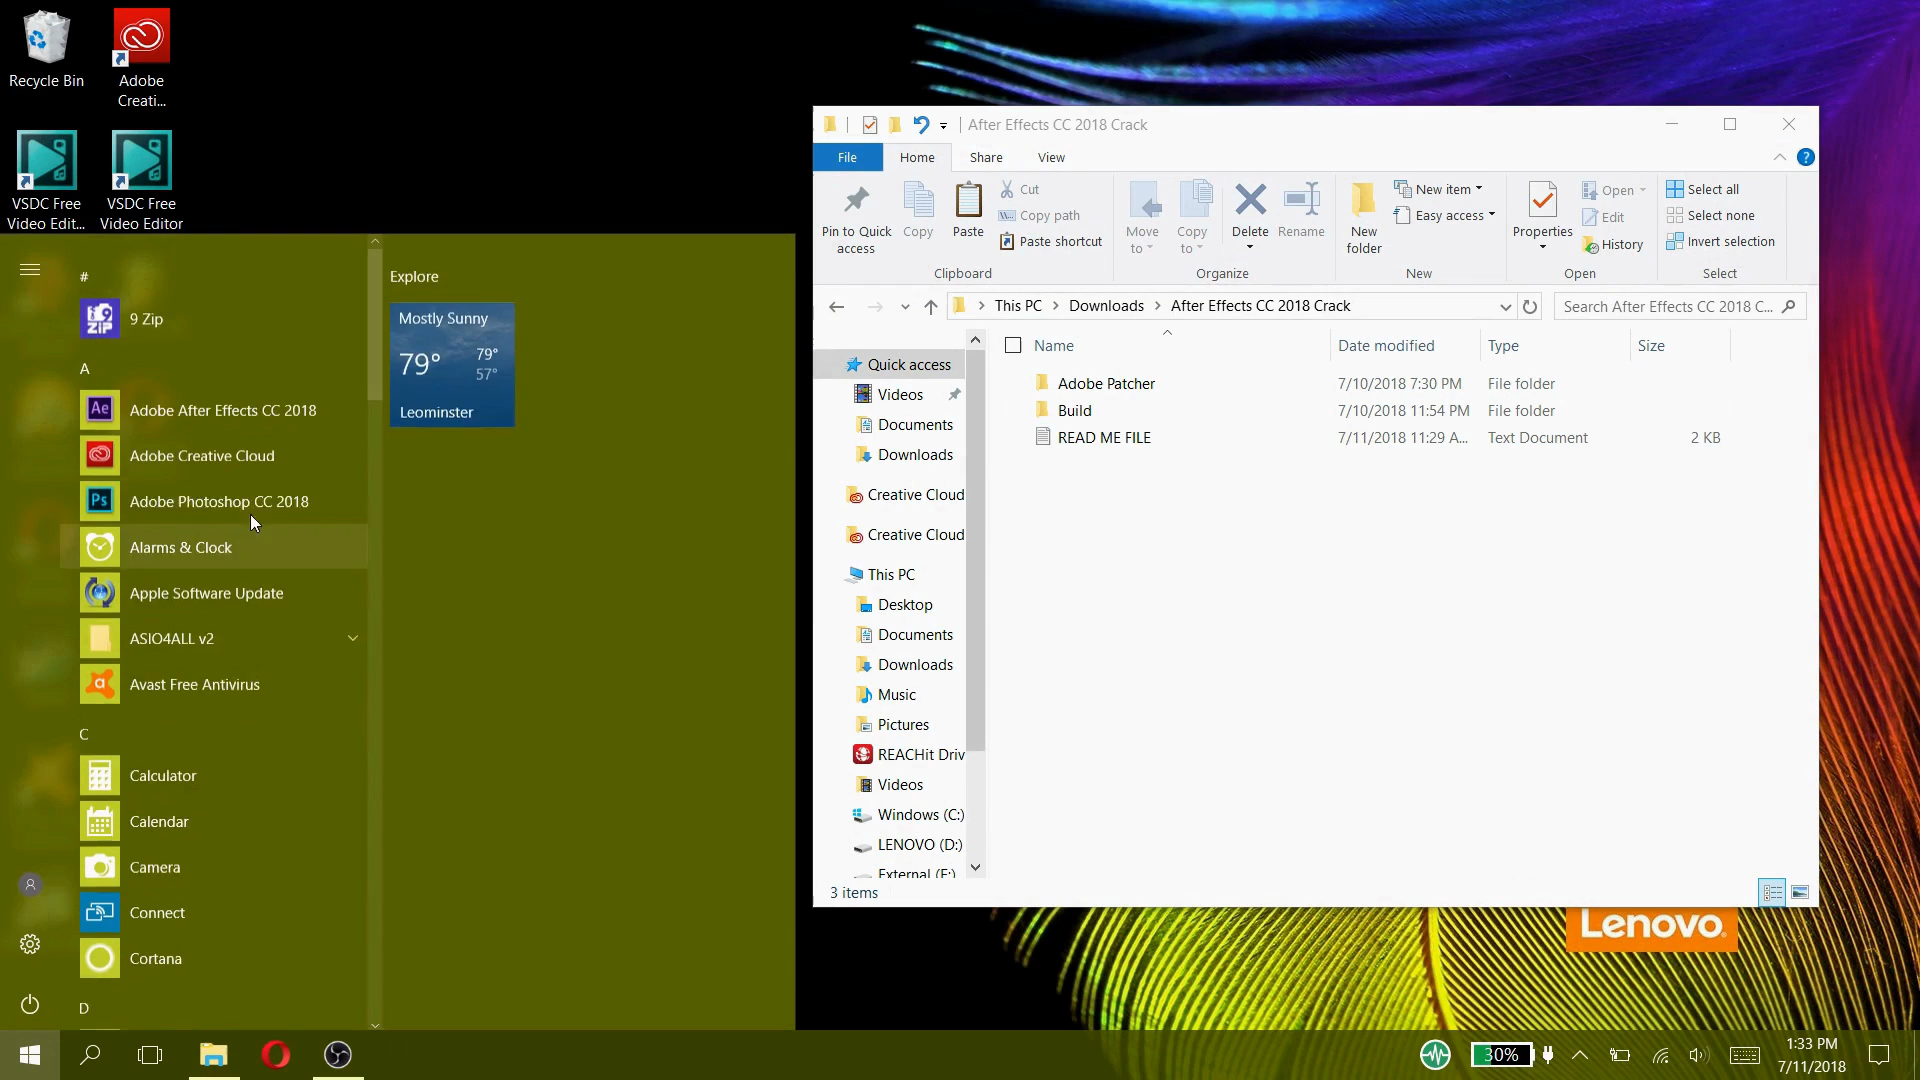 Recycle Bin
Adobe
Creati...
VSDC Free
Video Edit...
VSDC Free
Video Editor
#
9 Zip
A
Adobe After Effects CC 2018
Adobe Creative Cloud
Adobe Photoshop CC 2018
Alarms & Clock
Apple Software Update
ASIO4ALL v2
Avast Free Antivirus
C
Calculator
Calendar
Camera
Connect
Cortana
D
Explore
Mostly Sunny
79°
79°
57°
Leominster
After Effects CC 2018 Crack
File
Home
Share
View
Pin to Quick
access
Copy
Paste
Cut
Copy path
Paste shortcut
Clipboard
Move
to
Copy
to
Delete
Rename
Organize
New
folder
New item
Easy access
New
Properties
Open
Edit
History
Open
Select all
Select none
Invert selection
Select
This PC
Downloads
After Effects CC 2018 Crack
Search After Effects CC 2018 C...
Quick access
Videos
Documents
Downloads
Creative Cloud
Creative Cloud
This PC
Desktop
Documents
Downloads
Music
Pictures
REACHit Driv
Videos
Windows (C:)
LENOVO (D:)
External (E:)
Name
Date modified
Type
Size
Adobe Patcher
7/10/2018 7:30 PM
File folder
Build
7/10/2018 11:54 PM
File folder
READ ME FILE
7/11/2018 11:29 A...
Text Document
2 KB
3 items
Lenovo
30%
1:33 PM
7/11/2018